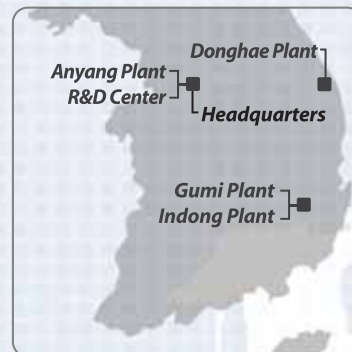 Donghae Plant
Anyang Plant
R&D Center
Headquarters
Gumi Plant
Indong Plant